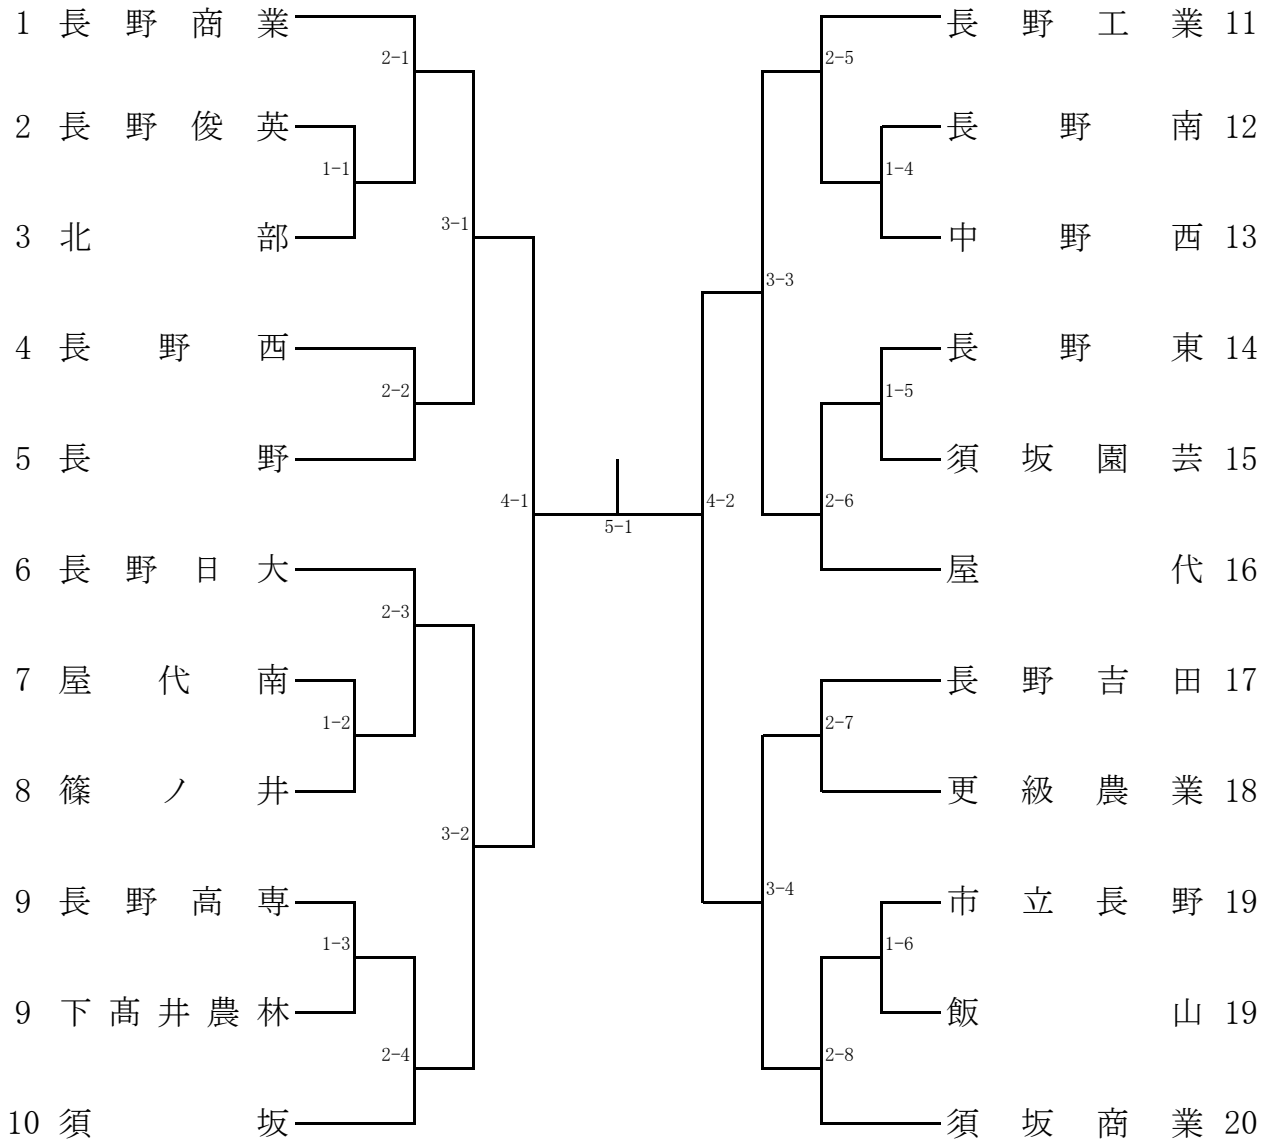 1 長野商業
2-1
2 長野俊英
1-1
3 北部
3-1
4 長野西
2-2
5 長野
4-1
6 長野日大
2-3
7 屋代南
1-2
8 篠ノ井
3-2
9 長野高専
1-3
9 下髙井農林
2-4
10 須坂
5-1
長野工業 11
2-5
長野南 12
1-4
中野西 13
3-3
長野東 14
1-5
須坂園芸 15
4-2
2-6
屋代 16
長野吉田 17
2-7
更級農業 18
3-4
市立長野 19
1-6
飯山 19
2-8
須坂商業 20